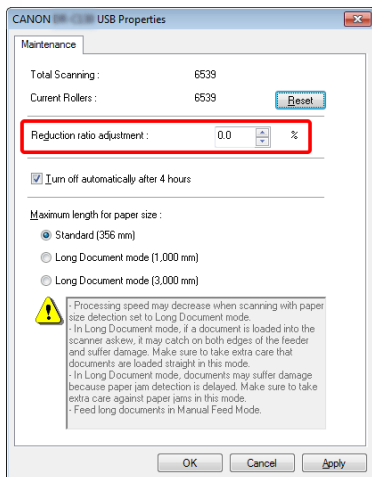 CANON USB Properties
Maintenance
Total Scanning : 6539
Current Rollers : 6539 Reset
Reduction ratio adjustment : 0.0 %
Turn off automatically after 4 hours
Maximum length for paper size :
Standard (356 mm)
Long Document mode (1,000 mm)
Long Document mode (3,000 mm)
- Processing speed may decrease when scanning with paper
size detection set to Long Document mode.
- In Long Document mode, if a document is loaded into the
scanner askew, it may catch on both edges of the feeder
and suffer damage. Make sure to take extra care that
documents are loaded straight in this mode.
- In Long Document mode, documents may suffer damage
because paper jam detection is delayed. Make sure to take
extra care against paper jams in this mode.
- Feed long documents in Manual Feed Mode.
OK Cancel Apply